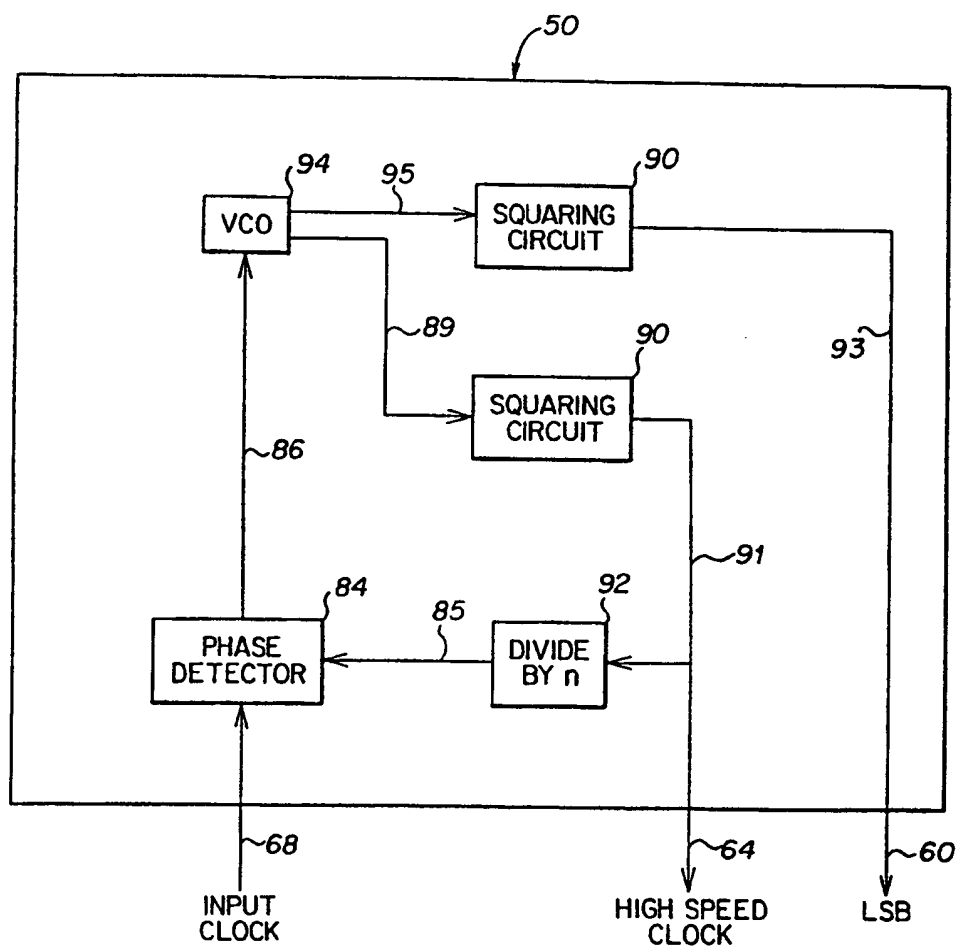 50
94
95
90
VCO
SQUARING
CIRCUIT
89
90
93
SQUARING
CIRCUIT
86
91
84
85
92
PHASE
DETECTOR
DIVIDE
BY n
68
64
60
INPUT
CLOCK
HIGH SPEED
CLOCK
LSB